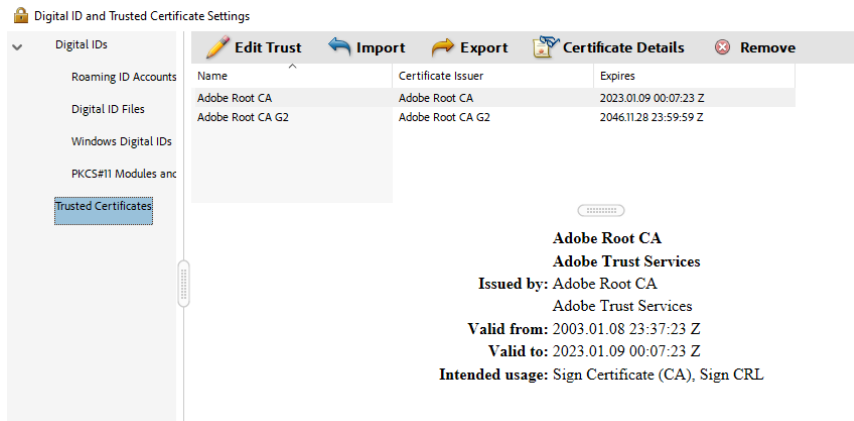 Digital ID and Trusted Certificate Settings
Digital IDs
Roaming ID Accounts
Digital ID Files
Windows Digital IDs
PKCS#11 Modules and
Trusted Certificates
Edit Trust Import Export Certificate Details Remove
Name Certificate Issuer Expires
Adobe Root CA Adobe Root CA 2023.01.09 00:07:23 Z
Adobe Root CA G2 Adobe Root CA G2 2046.11.28 23:59:59 Z
Adobe Root CA
Adobe Trust Services
Issued by: Adobe Root CA
Adobe Trust Services
Valid from: 2003.01.08 23:37:23 Z
Valid to: 2023.01.09 00:07:23 Z
Intended usage: Sign Certificate (CA), Sign CRL